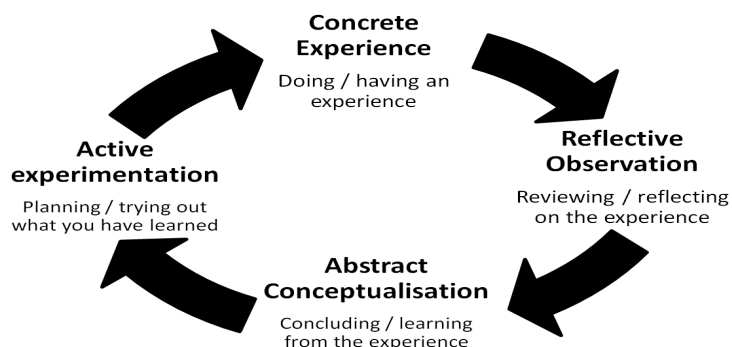 Concrete
Experience
Doing / having an
experience
Reflective
Observation
Reviewing / reflecting
on the experience
Abstract
Conceptualisation
Concluding / learning
from the experience
Active
experimentation
Planning / trying out
what you have learned